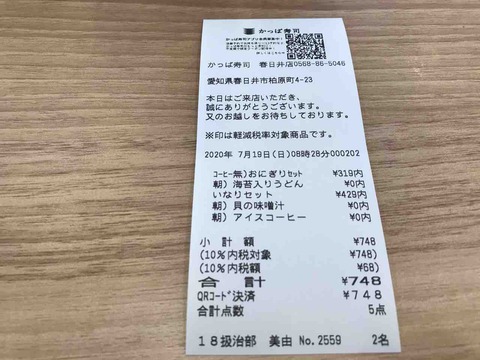 かっぱ寿司
かっぱ寿司 春日井店0568-86-5046
愛知県春日井市柏原町4-23
本日はご来店いただき、
誠にありがとうございます。
又のお越しをお待ちしております。
※印は軽減税率対象商品です。
2020年 7月19日(日)08時28分000202
コーヒー無)おにぎりセット ¥319内
朝)海苔入りうどん ¥0内
いなりセット ¥429内
朝)貝の味噌汁 ¥0内
朝)アイスコーヒー ¥0内
小計額 ¥748
(10%内税対象 ¥748)
(10%内税額 ¥68)
合計 ¥748
QRコード決済 ¥748
合計点数 5点
18扱治部 美由 No.2559 2名